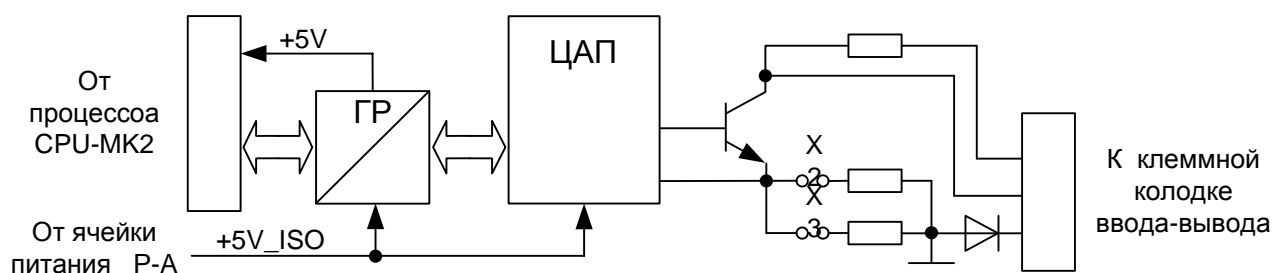 От
процессоа
CPU-MK2
+5V
ГР
ЦАП
X
2
X
3
К клеммной
колодке
ввода-вывода
От ячейки
питания P-A
+5V_ISO